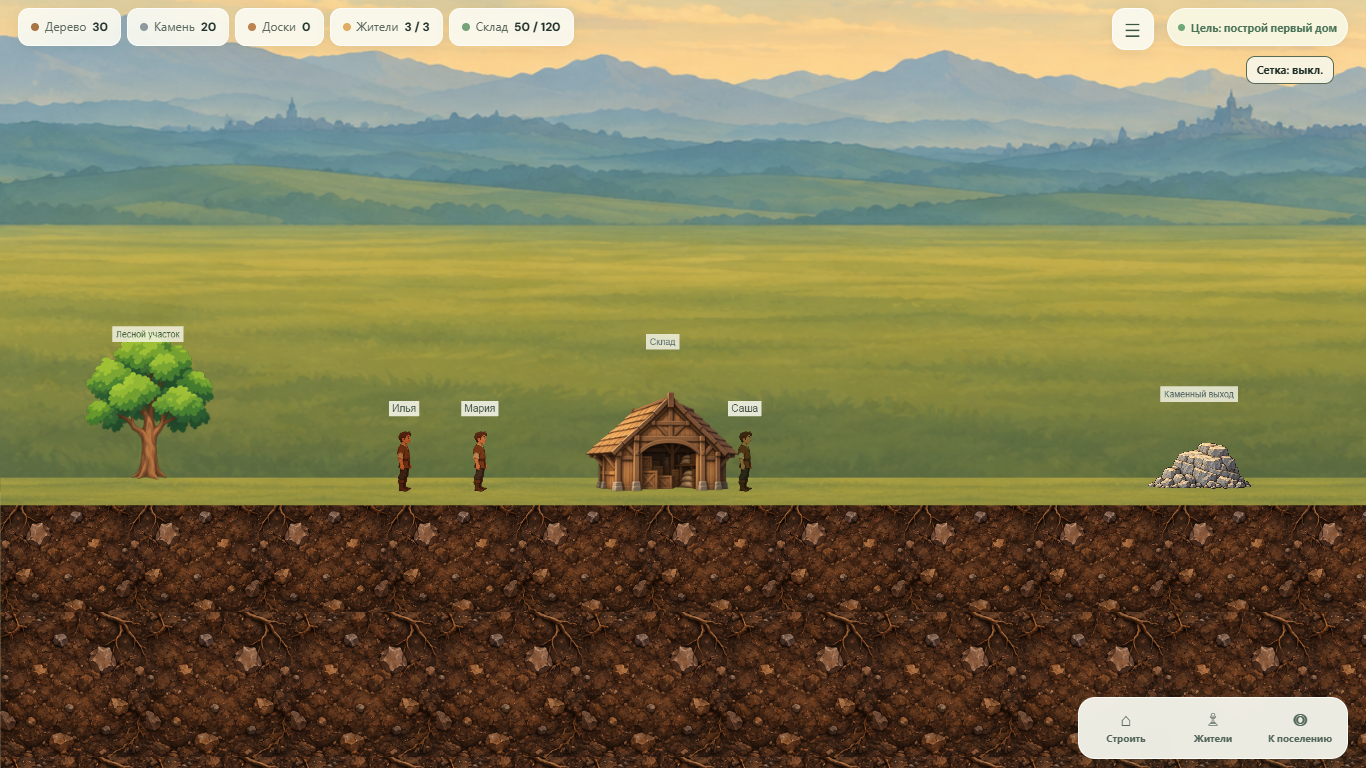 Дерево 30
Камень 20
Доски 0
Жители 3 / 3
Склад 50 / 120
☰
Цель: построй первый дом
Сетка: выкл.
Лесной участок
Склад
Каменный выход
Илья
Мария
Саша
Строить
Жители
К поселению